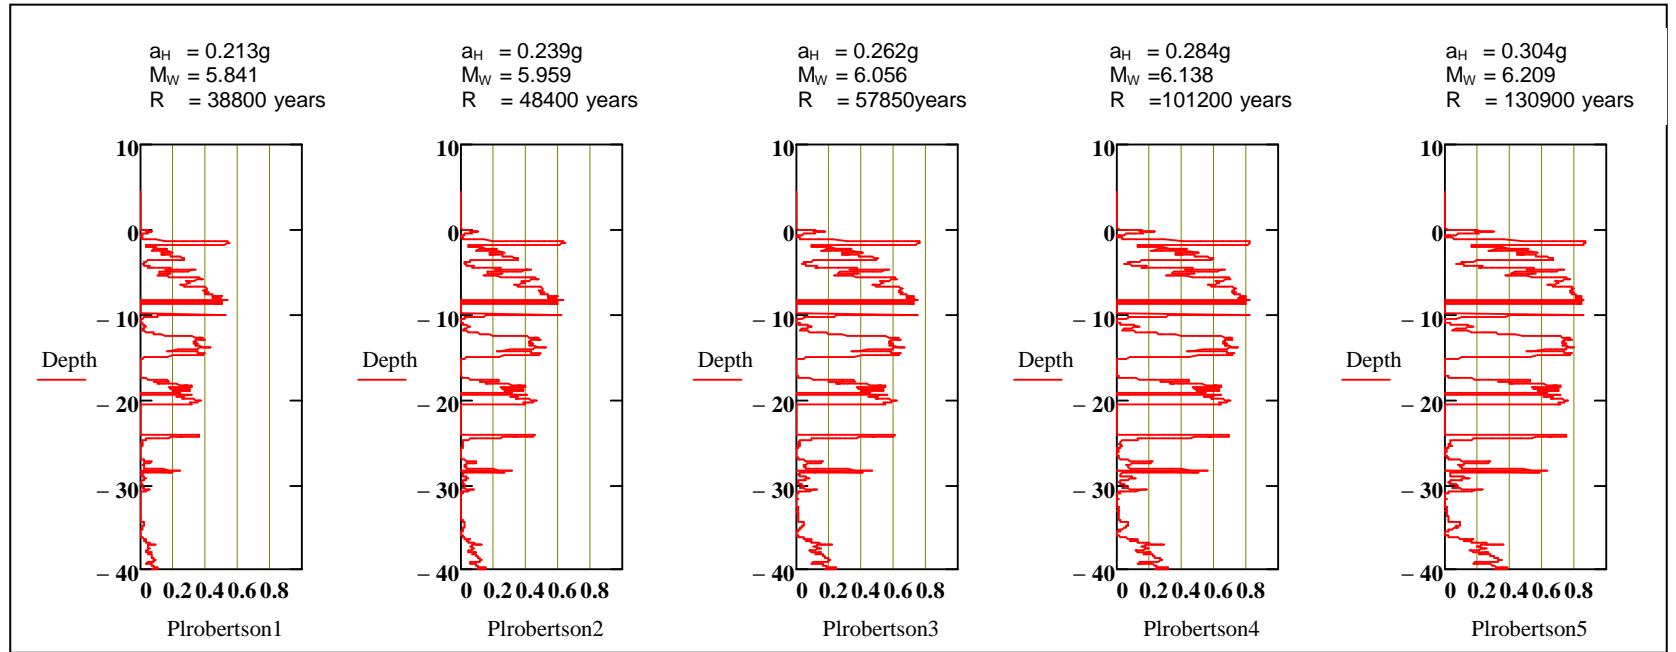 aH = 0.213g
MW = 5.841
R = 38800 years
aH = 0.239g
MW = 5.959
R = 48400 years
aH = 0.262g
MW = 6.056
R = 57850years
aH = 0.284g
MW =6.138
R =101200 years
aH = 0.304g
MW = 6.209
R = 130900 years
10
0
– 10
– 20
– 30
– 40
Depth
0 0.2 0.4 0.6 0.8
Plrobertson1
10
0
– 10
– 20
– 30
– 40
Depth
0 0.2 0.4 0.6 0.8
Plrobertson2
10
0
– 10
– 20
– 30
– 40
Depth
0 0.2 0.4 0.6 0.8
Plrobertson3
10
0
– 10
– 20
– 30
– 40
Depth
0 0.2 0.4 0.6 0.8
Plrobertson4
10
0
– 10
– 20
– 30
– 40
Depth
0 0.2 0.4 0.6 0.8
Plrobertson5